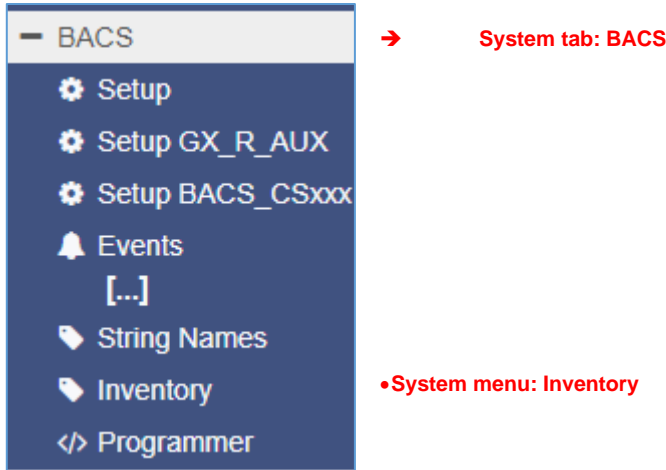 BACS ➔ System tab: BACS
Setup
Setup GX_R_AUX
Setup BACS_CSxxx
Events
[...]
String Names
Inventory •System menu: Inventory
</> Programmer